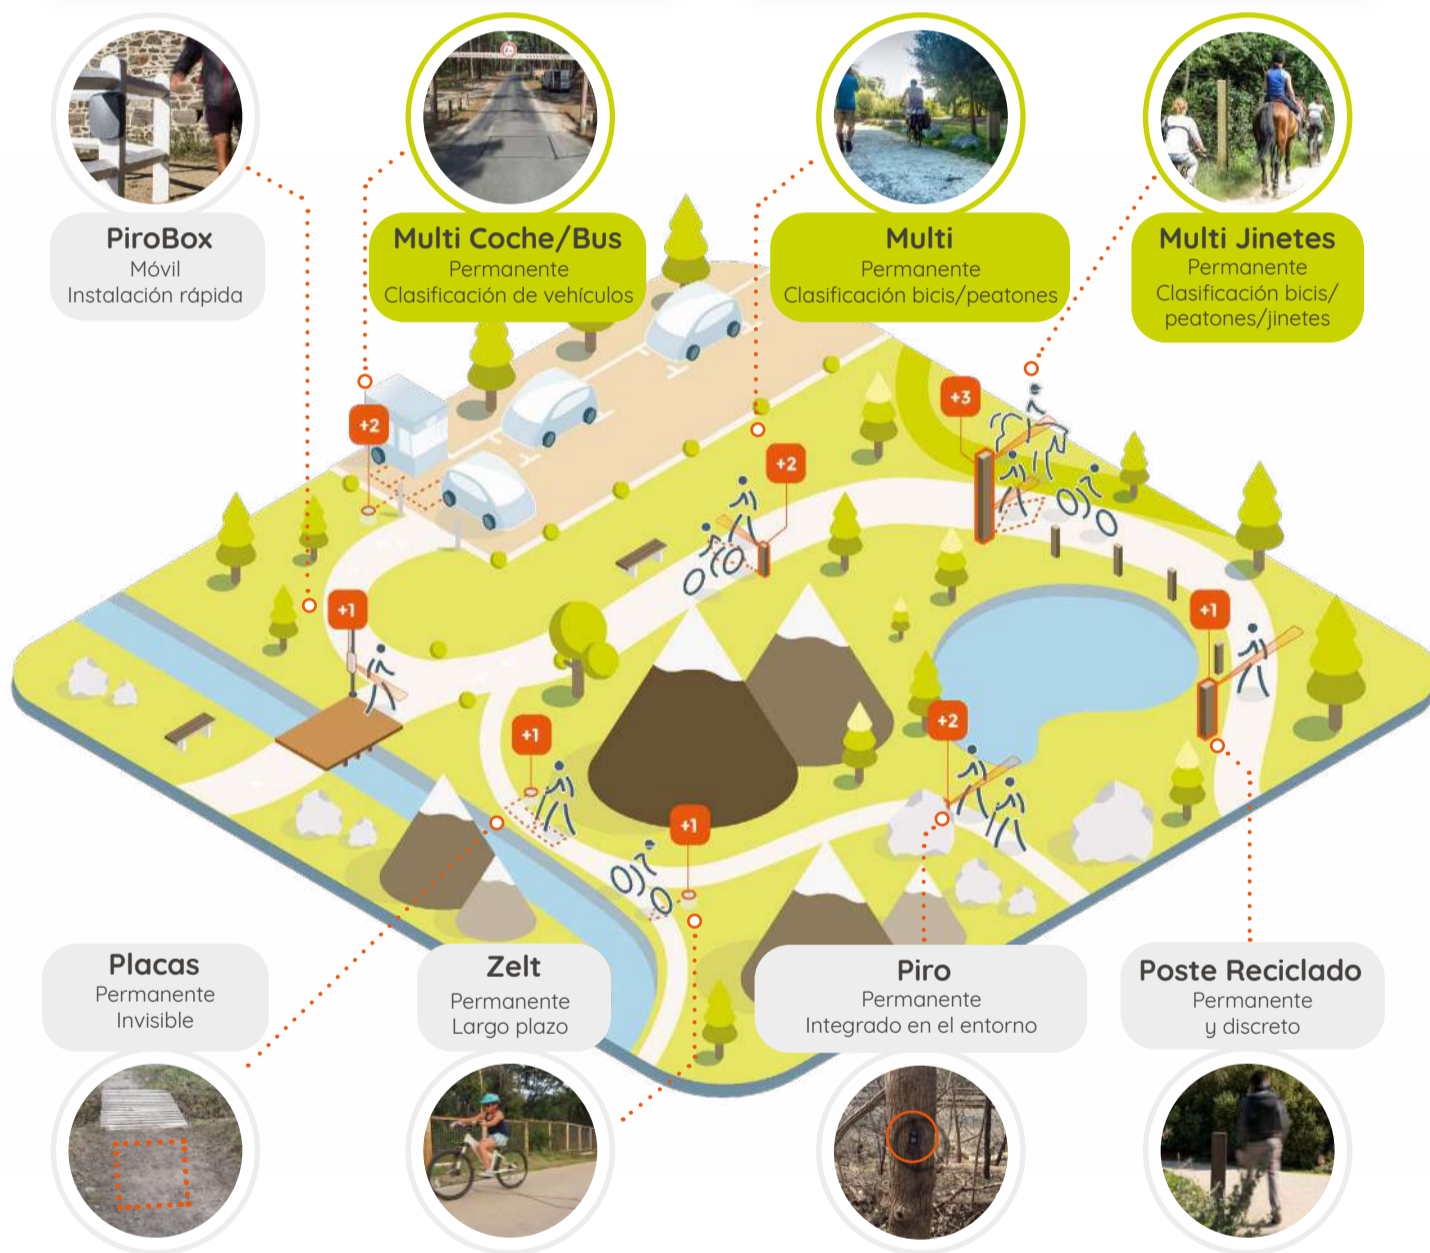 PiroBox
Móvil
Instalación rápida
Multi Coche/Bus
Permanente
Clasificación de vehículos
Multi
Permanente
Clasificación bicis/peatones
Multi Jinetes
Permanente
Clasificación bicis/
peatones/jinetes
+2
+2
+3
+1
+1
+1
+2
+1
Placas
Permanente
Invisible
Zelt
Permanente
Largo plazo
Piro
Permanente
Integrado en el entorno
Poste Reciclado
Permanente
y discreto